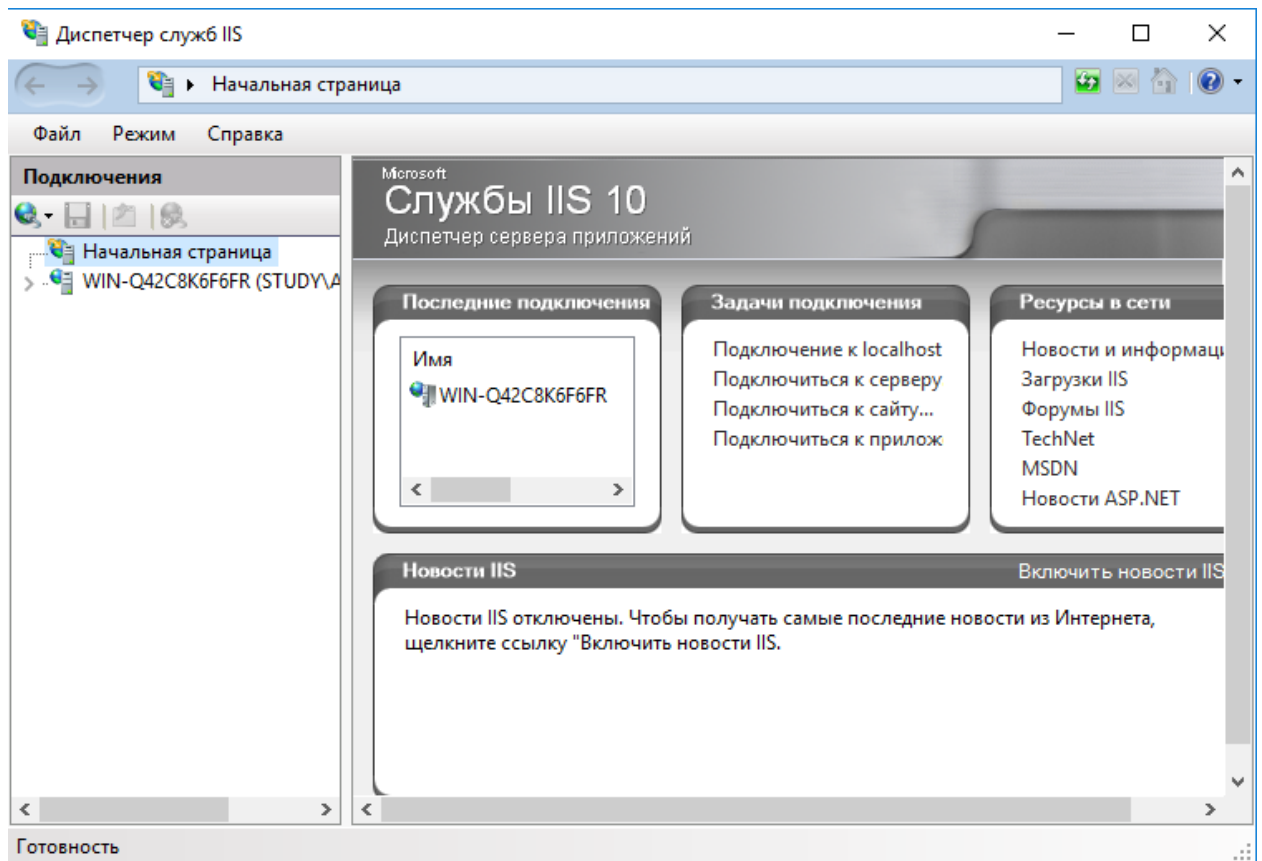 Диспетчер служб IIS
Начальная страница
Файл Режим Справка
Подключения
Начальная страница
WIN-Q42C8K6F6FR (STUDY\A
Microsoft
Службы IIS 10
Диспетчер сервера приложений
Последние подключения
Имя
WIN-Q42C8K6F6FR
Задачи подключения
Подключение к localhost
Подключиться к серверу
Подключиться к сайту...
Подключиться к прилож
Ресурсы в сети
Новости и информаци
Загрузки IIS
Форумы IIS
TechNet
MSDN
Новости ASP.NET
Новости IIS
Включить новости IIS
Новости IIS отключены. Чтобы получать самые последние новости из Интернета,
щелкните ссылку "Включить новости IIS.
Готовность